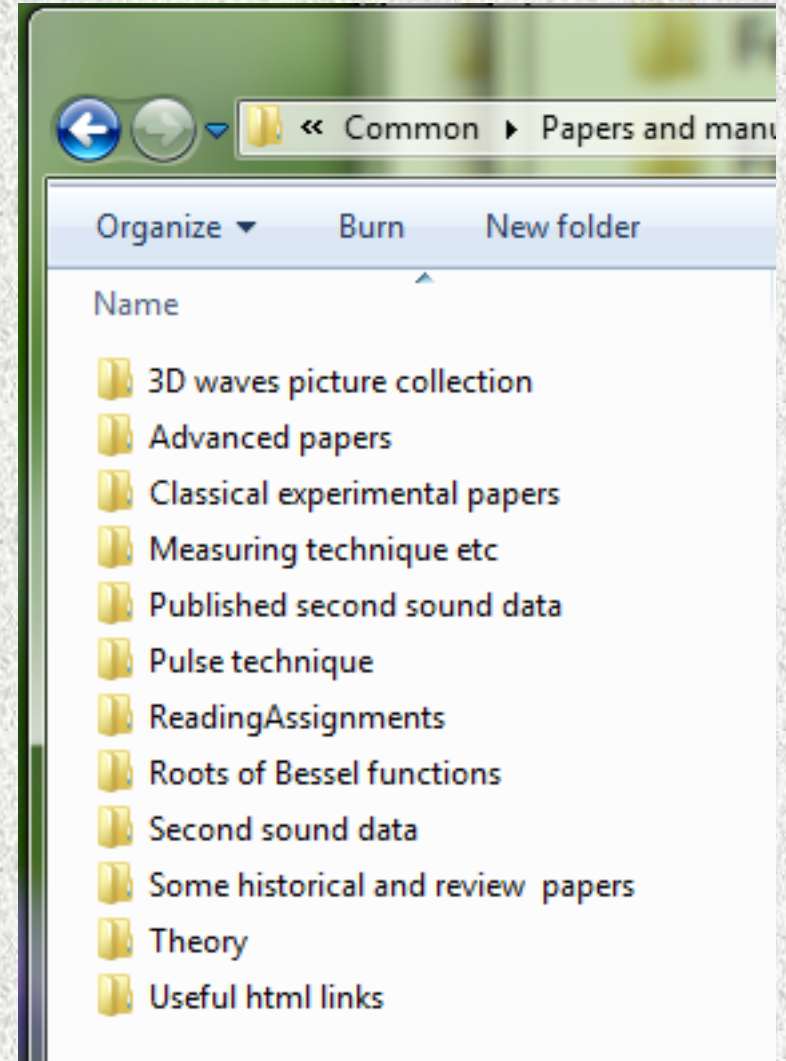 « Common ▸ Papers and manu
Organize ▾ Burn New folder
Name
3D waves picture collection
Advanced papers
Classical experimental papers
Measuring technique etc
Published second sound data
Pulse technique
ReadingAssignments
Roots of Bessel functions
Second sound data
Some historical and review  papers
Theory
Useful html links